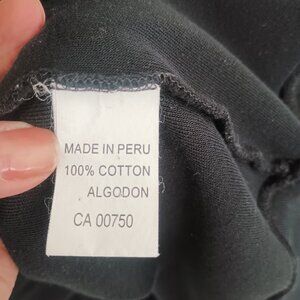 MADE IN PERU
100% COTTON
ALGODON
CA 00750